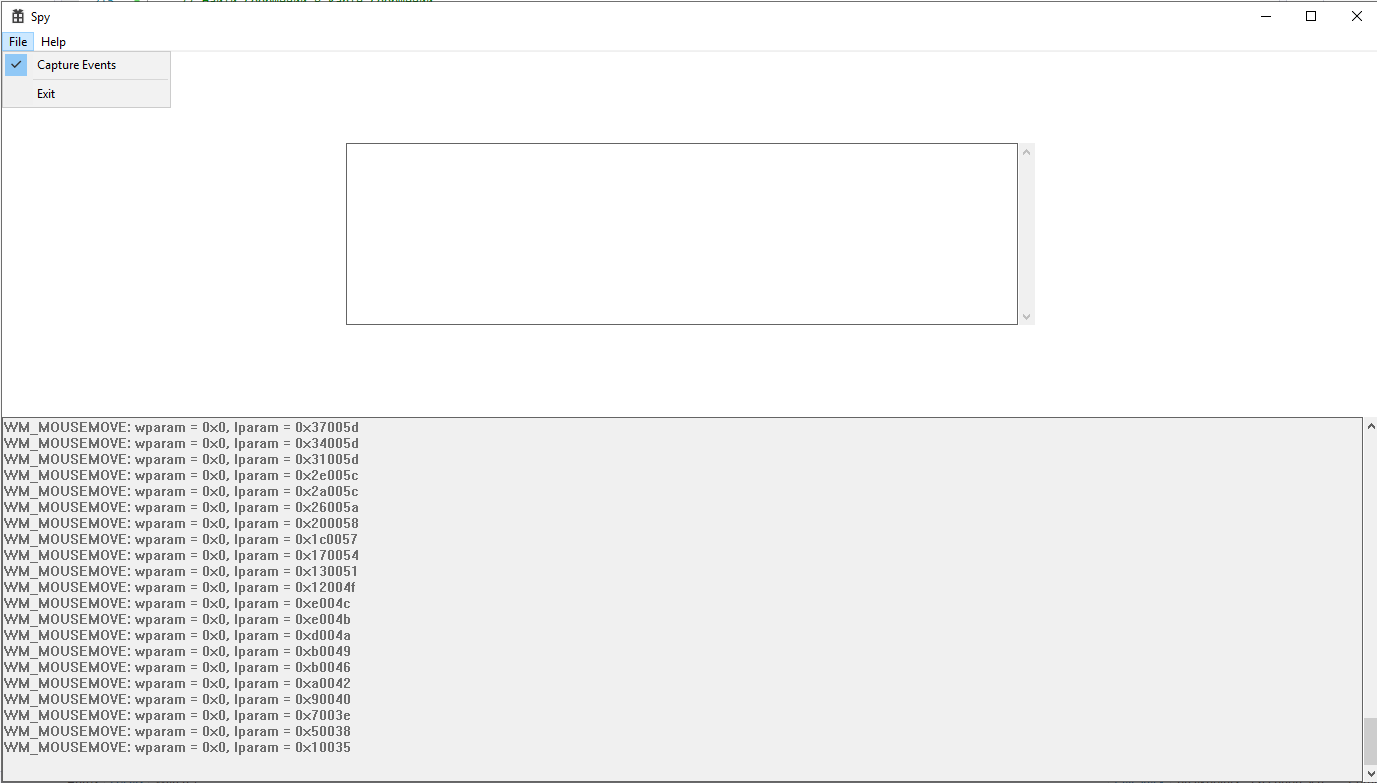 Spy
File Help
Capture Events
Exit
WM_MOUSEMOVE: wparam = 0x0, lparam = 0x37005d
WM_MOUSEMOVE: wparam = 0x0, lparam = 0x34005d
WM_MOUSEMOVE: wparam = 0x0, lparam = 0x31005d
WM_MOUSEMOVE: wparam = 0x0, lparam = 0x2e005c
WM_MOUSEMOVE: wparam = 0x0, lparam = 0x2a005c
WM_MOUSEMOVE: wparam = 0x0, lparam = 0x26005a
WM_MOUSEMOVE: wparam = 0x0, lparam = 0x200058
WM_MOUSEMOVE: wparam = 0x0, lparam = 0x1c0057
WM_MOUSEMOVE: wparam = 0x0, lparam = 0x170054
WM_MOUSEMOVE: wparam = 0x0, lparam = 0x130051
WM_MOUSEMOVE: wparam = 0x0, lparam = 0x12004f
WM_MOUSEMOVE: wparam = 0x0, lparam = 0xe004c
WM_MOUSEMOVE: wparam = 0x0, lparam = 0xe004b
WM_MOUSEMOVE: wparam = 0x0, lparam = 0xd004a
WM_MOUSEMOVE: wparam = 0x0, lparam = 0xb0049
WM_MOUSEMOVE: wparam = 0x0, lparam = 0xb0046
WM_MOUSEMOVE: wparam = 0x0, lparam = 0xa0042
WM_MOUSEMOVE: wparam = 0x0, lparam = 0x90040
WM_MOUSEMOVE: wparam = 0x0, lparam = 0x7003e
WM_MOUSEMOVE: wparam = 0x0, lparam = 0x50038
WM_MOUSEMOVE: wparam = 0x0, lparam = 0x10035